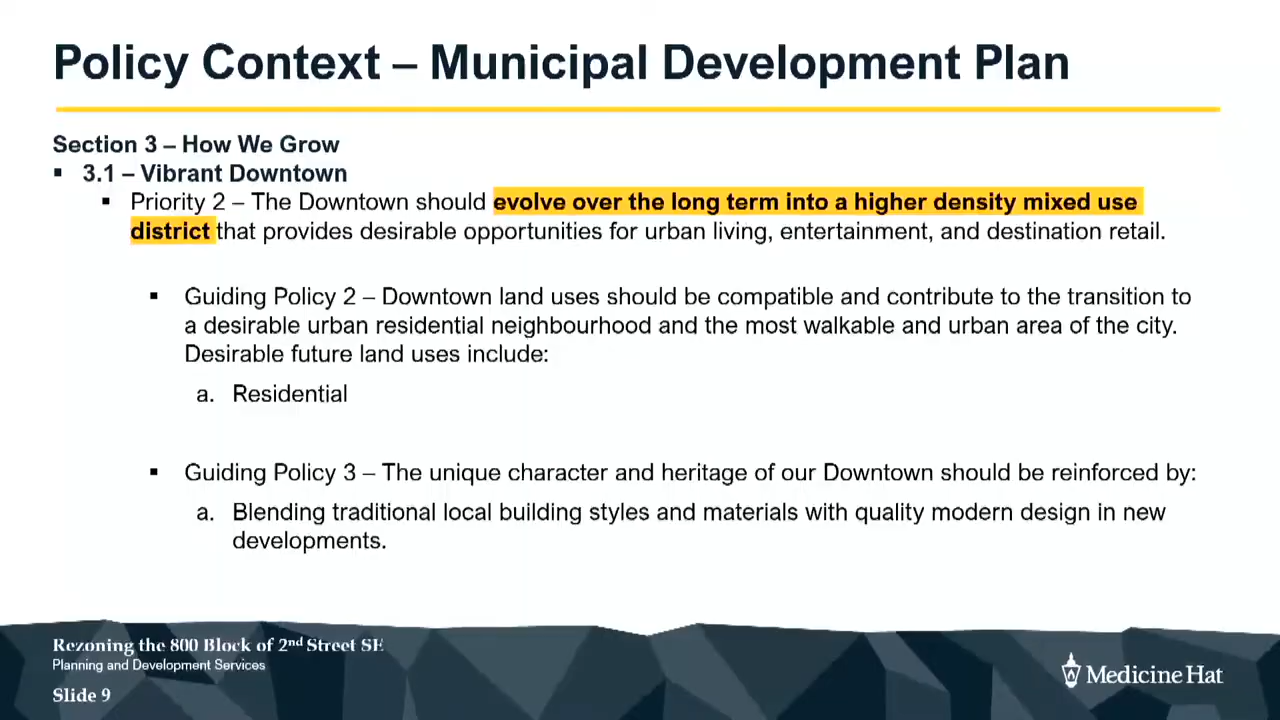 Policy Context – Municipal Development Plan
Section 3 – How We Grow
▪ 3.1 – Vibrant Downtown
▪ Priority 2 – The Downtown should evolve over the long term into a higher density mixed use
district that provides desirable opportunities for urban living, entertainment, and destination retail.
▪ Guiding Policy 2 – Downtown land uses should be compatible and contribute to the transition to
a desirable urban residential neighbourhood and the most walkable and urban area of the city.
Desirable future land uses include:
a. Residential
▪ Guiding Policy 3 – The unique character and heritage of our Downtown should be reinforced by:
a. Blending traditional local building styles and materials with quality modern design in new
developments.
Rezoning the 800 Block of 2nd Street SE
Planning and Development Services
Slide 9
Medicine Hat